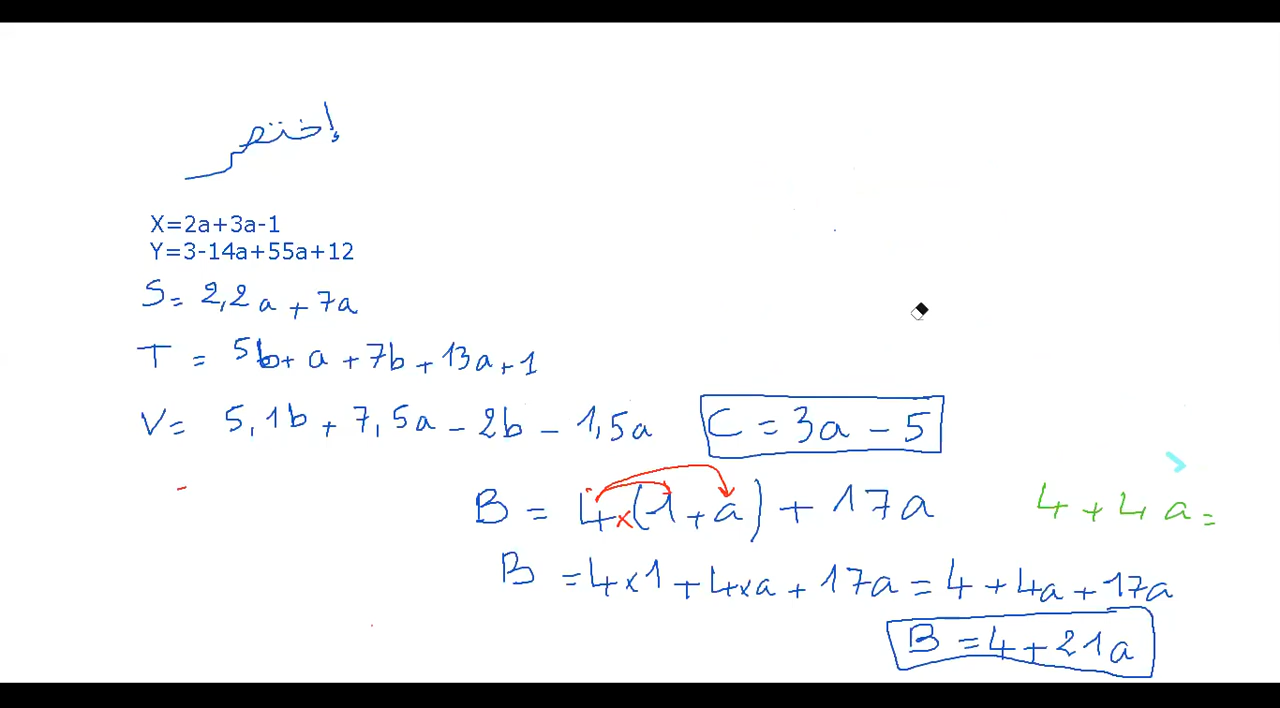 إختصر
X=2a+3a-1
Y=3-14a+55a+12
S= 2,2a + 7a
T = 5b+ a + 7b + 13a + 1
V= 5,1b + 7,5a - 2b - 1,5a
C = 3a - 5
B = 4x(1+a) + 17a
4 + 4a =
B =4x1 + 4xa + 17a = 4 + 4a + 17a
B = 4 + 21a